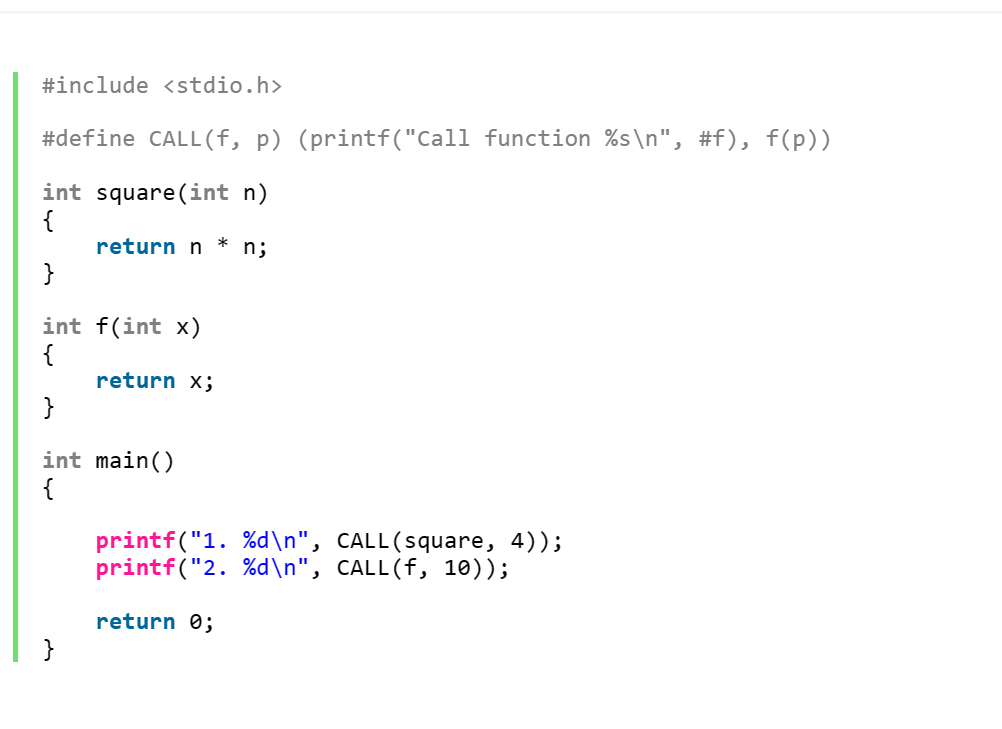 #include <stdio.h>
#define CALL(f, p) (printf("Call function %s\n", #f), f(p))
int square(int n)
{
    return n * n;
}
int f(int x)
{
    return x;
}
int main()
{
    printf("1. %d\n", CALL(square, 4));
    printf("2. %d\n", CALL(f, 10));
    return 0;
}